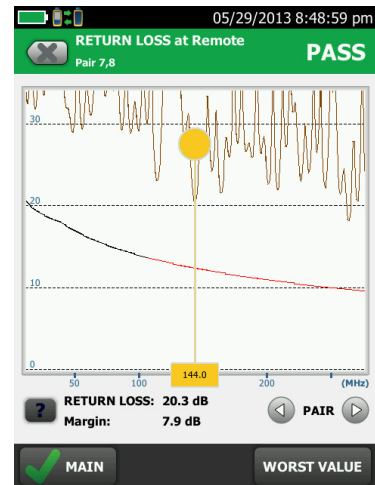 05/29/2013 8:48:59 pm
RETURN LOSS at Remote
Pair 7,8
PASS
30
20
10
0
144.0
50 100 200 (MHz)
? RETURN LOSS: 20.3 dB
Margin: 7.9 dB
PAIR
MAIN
WORST VALUE